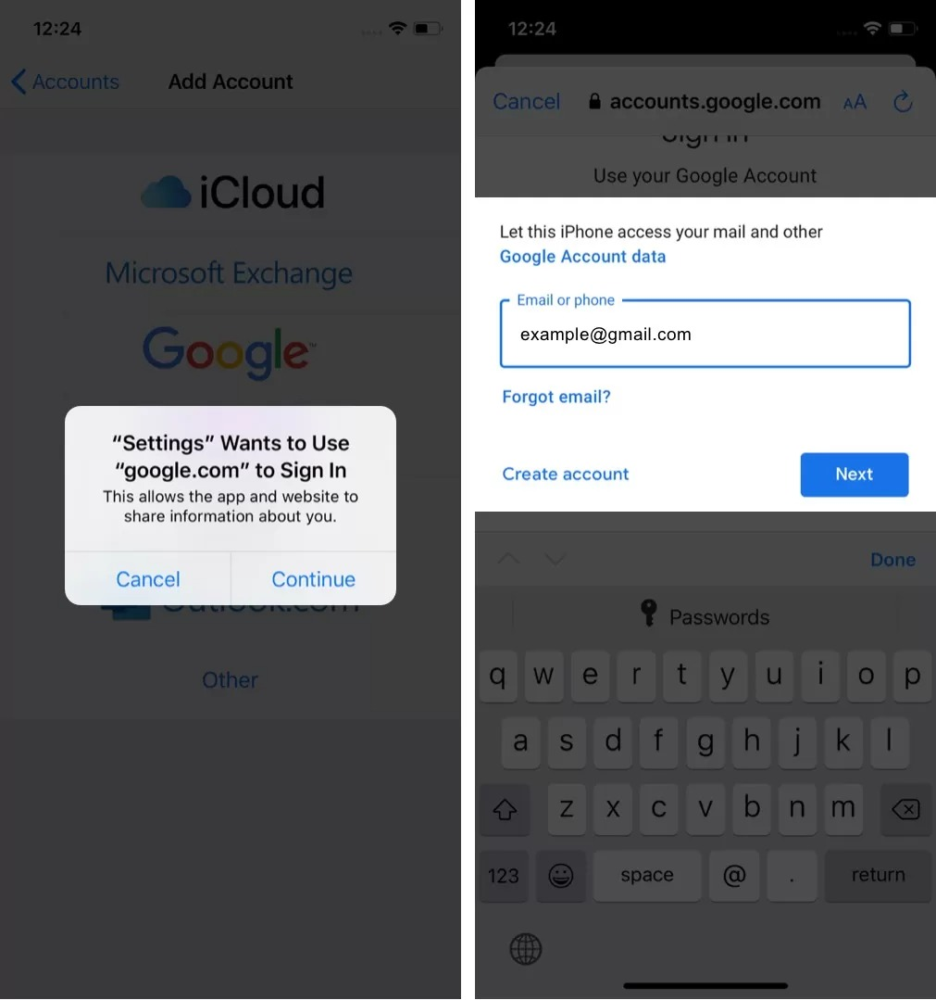 12:24
Accounts
Add Account
iCloud
Microsoft Exchange
Google™
“Settings” Wants to Use
“google.com” to Sign In
This allows the app and website to
share information about you.
Cancel
Continue
Outlook.com
Other
12:24
Cancel
accounts.google.com
AA
Sign in
Use your Google Account
Let this iPhone access your mail and other
Google Account data
Email or phone
example@gmail.com
Forgot email?
Create account
Next
Done
Passwords
q w e r t y u i o p
a s d f g h j k l
z x c v b n m
123 space @ . return